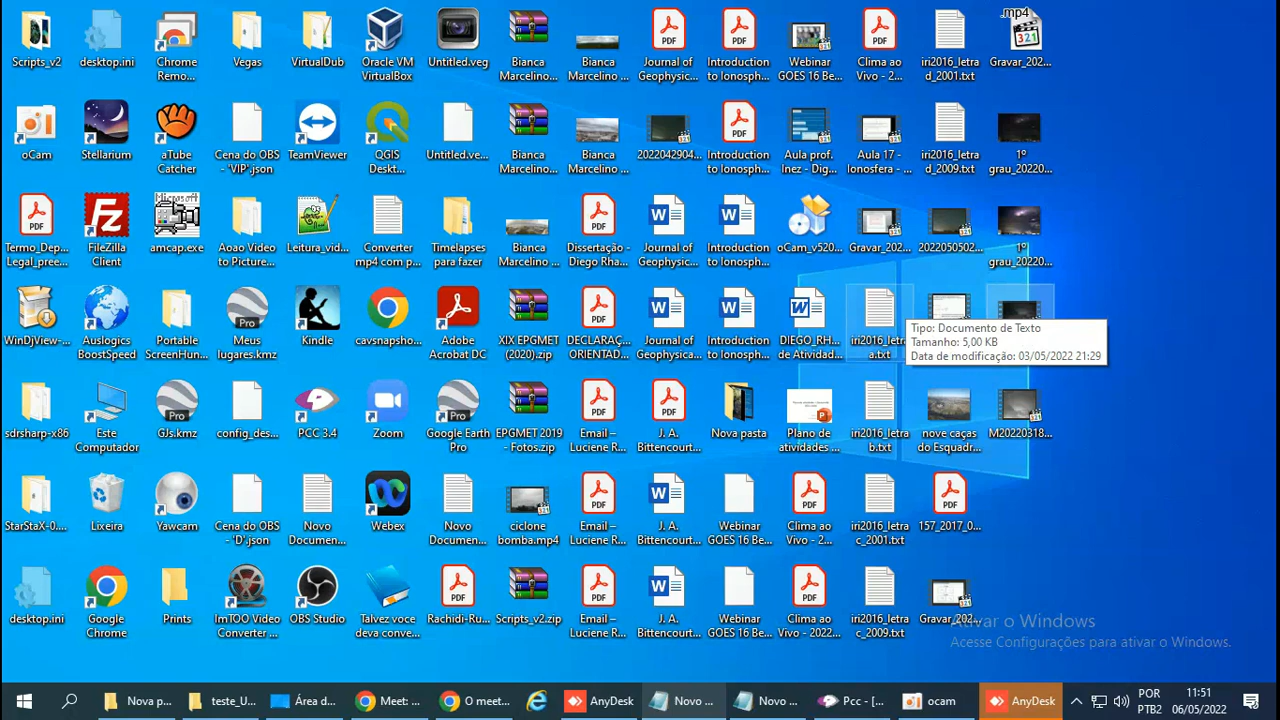 Scripts_v2
desktop.ini
Chrome
Remo...
Vegas
VirtualDub
Oracle VM
VirtualBox
Untitled.veg
Bianca
Marcelino...
Bianca
Marcelino...
Journal of
Geophysic...
Introduction
to Ionosph...
Webinar
GOES 16 Be...
Clima ao
Vivo - 2...
iri2016_letra
d_2001.txt
.mp4
Gravar_202...
oCam
Stellarium
aTube
Catcher
Cena do OBS
- 'VIP'.json
TeamViewer
QGIS
Deskt...
Untitled.ve...
Bianca
Marcelino...
Bianca
Marcelino ...
2022042904...
Introduction
to Ionosph...
Aula prof.
Inez - Dig...
Aula 17 -
Ionosfera - ...
iri2016_letra
d_2009.txt
1º
grau_20220...
Termo_Dep...
Legal_pree...
FileZilla
Client
Microsoft
amcap.exe
Aoao Video
to Picture...
Leitura_vid...
Converter
mp4 com p...
Timelapses
para fazer
Bianca
Marcelino ...
Dissertação -
Diego Rha...
Journal of
Geophysic...
Introduction
to Ionosphe...
oCam_v520...
Gravar_202...
2022050502...
1º
grau_20220...
WinDjView-...
Auslogics
BoostSpeed
Portable
ScreenHun...
Meus
lugares.kmz
Kindle
cavsnapsho...
Adobe
Acrobat DC
XIX EPGMET
(2020).zip
DECLARAÇ...
ORIENTAD...
Journal of
Geophysica...
Introduction
to Ionosph...
DIEGO_RH...
de Atividad...
iri2016_letra
a.txt
Tipo: Documento de Texto
Tamanho: 5,00 KB
Data de modificação: 03/05/2022 21:29
sdrsharp-x86
Este
Computador
GJs.kmz
config_des...
PCC 3.4
Zoom
Google Earth
Pro
EPGMET 2019
- Fotos.zip
Email –
Luciene R...
J. A.
Bittencourt...
Nova pasta
Plano de
atividades ...
iri2016_letra
b.txt
nove caças
do Esquadr...
M20220318...
StarStaX-0....
Lixeira
Yawcam
Cena do OBS
- 'D'.json
Novo
Documen...
Webex
Novo
Documen...
ciclone
bomba.mp4
Email –
Luciene R...
J. A.
Bittencourt...
Webinar
GOES 16 Be...
Clima ao
Vivo - 2...
iri2016_letra
c_2001.txt
157_2017_0...
desktop.ini
Google
Chrome
Prints
ImTOO Video
Converter ...
OBS Studio
Talvez voce
deva conve...
Rachidi-Ru...
Scripts_v2.zip
Email –
Luciene R...
J. A.
Bittencourt...
Webinar
GOES 16 Be...
Clima ao
Vivo - 2022...
iri2016_letra
c_2009.txt
Gravar_202...
Ativar o Windows
Acesse Configurações para ativar o Windows.
Nova p...
teste_U...
Área d...
Meet: ...
O meet...
AnyDesk
Novo ...
Novo ...
Pcc - [...
ocam
AnyDesk
POR
PTB2
11:51
06/05/2022